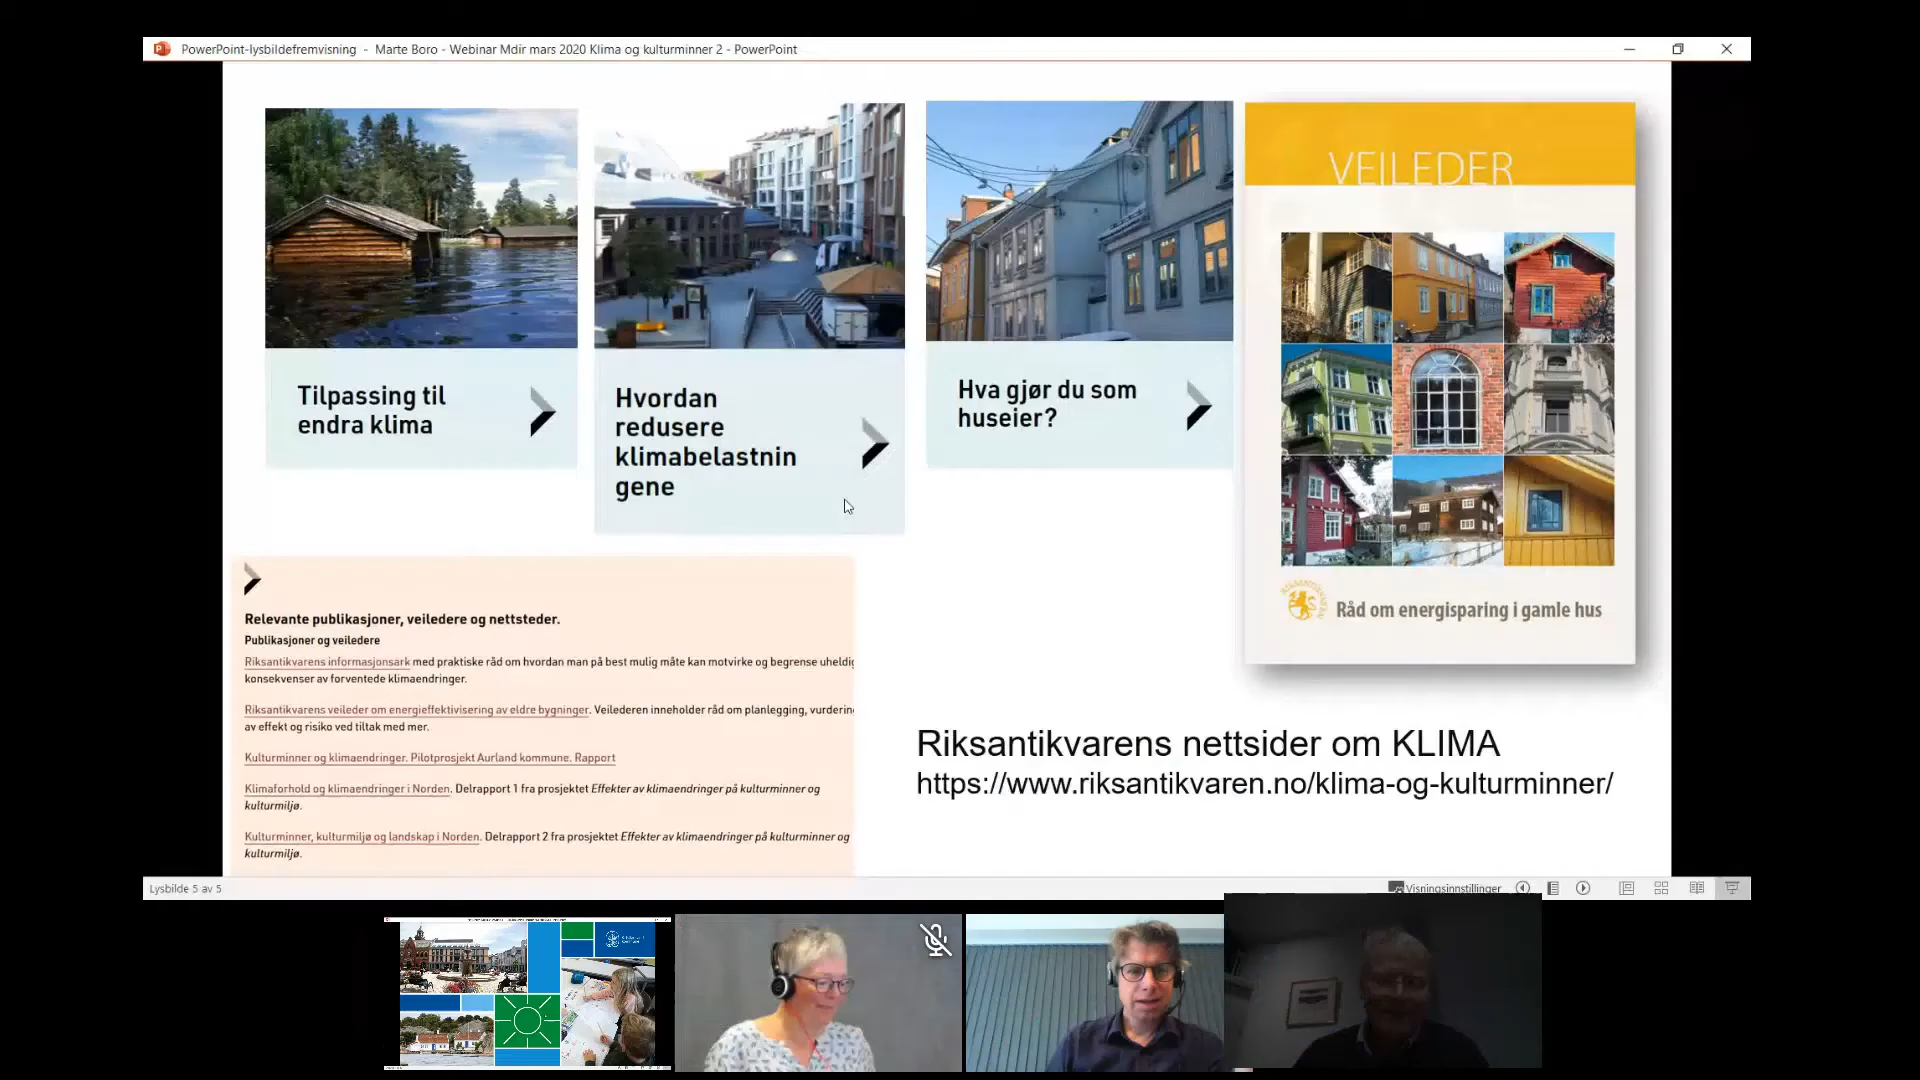 PowerPoint-lysbildefremvisning - Marte Boro - Webinar Mdir mars 2020 Klima og kulturminner 2 - PowerPoint
Tilpassing til
endra klima
Hvordan
redusere
klimabelastnin
gene
Hva gjør du som
huseier?
VEILEDER
RIKSANTIKVAREN
Råd om energisparing i gamle hus
Relevante publikasjoner, veiledere og nettsteder.
Publikasjoner og veiledere
Riksantikvarens informasjonsark med praktiske råd om hvordan man på best mulig måte kan motvirke og begrense uheldig
konsekvenser av forventede klimaendringer.
Riksantikvarens veileder om energieffektivisering av eldre bygninger. Veilederen inneholder råd om planlegging, vurderin
av effekt og risiko ved tiltak med mer.
Kulturminner og klimaendringer. Pilotprosjekt Aurland kommune. Rapport
Klimaforhold og klimaendringer i Norden. Delrapport 1 fra prosjektet Effekter av klimaendringer på kulturminner og
kulturmiljø.
Kulturminner, kulturmiljø og landskap i Norden. Delrapport 2 fra prosjektet Effekter av klimaendringer på kulturminner og
kulturmiljø.
Riksantikvarens nettsider om KLIMA
https://www.riksantikvaren.no/klima-og-kulturminner/
Lysbilde 5 av 5
Visningsinnstillinger